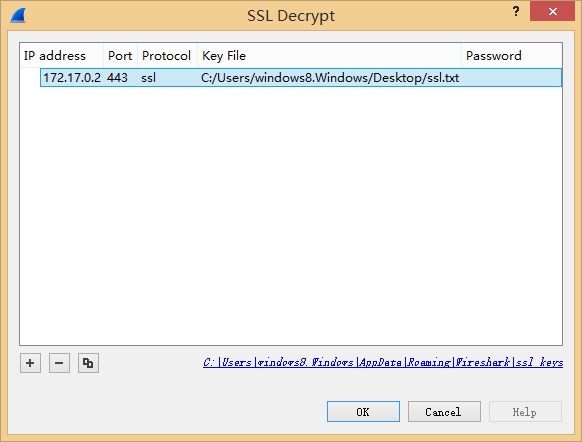 SSL Decrypt
?
IP address Port Protocol Key File Password
172.17.0.2 443 ssl C:/Users/windows8.Windows/Desktop/ssl.txt
C:|Users|windows8.Windows|AppData|Roaming|Wireshark|ssl_keys
OK Cancel Help